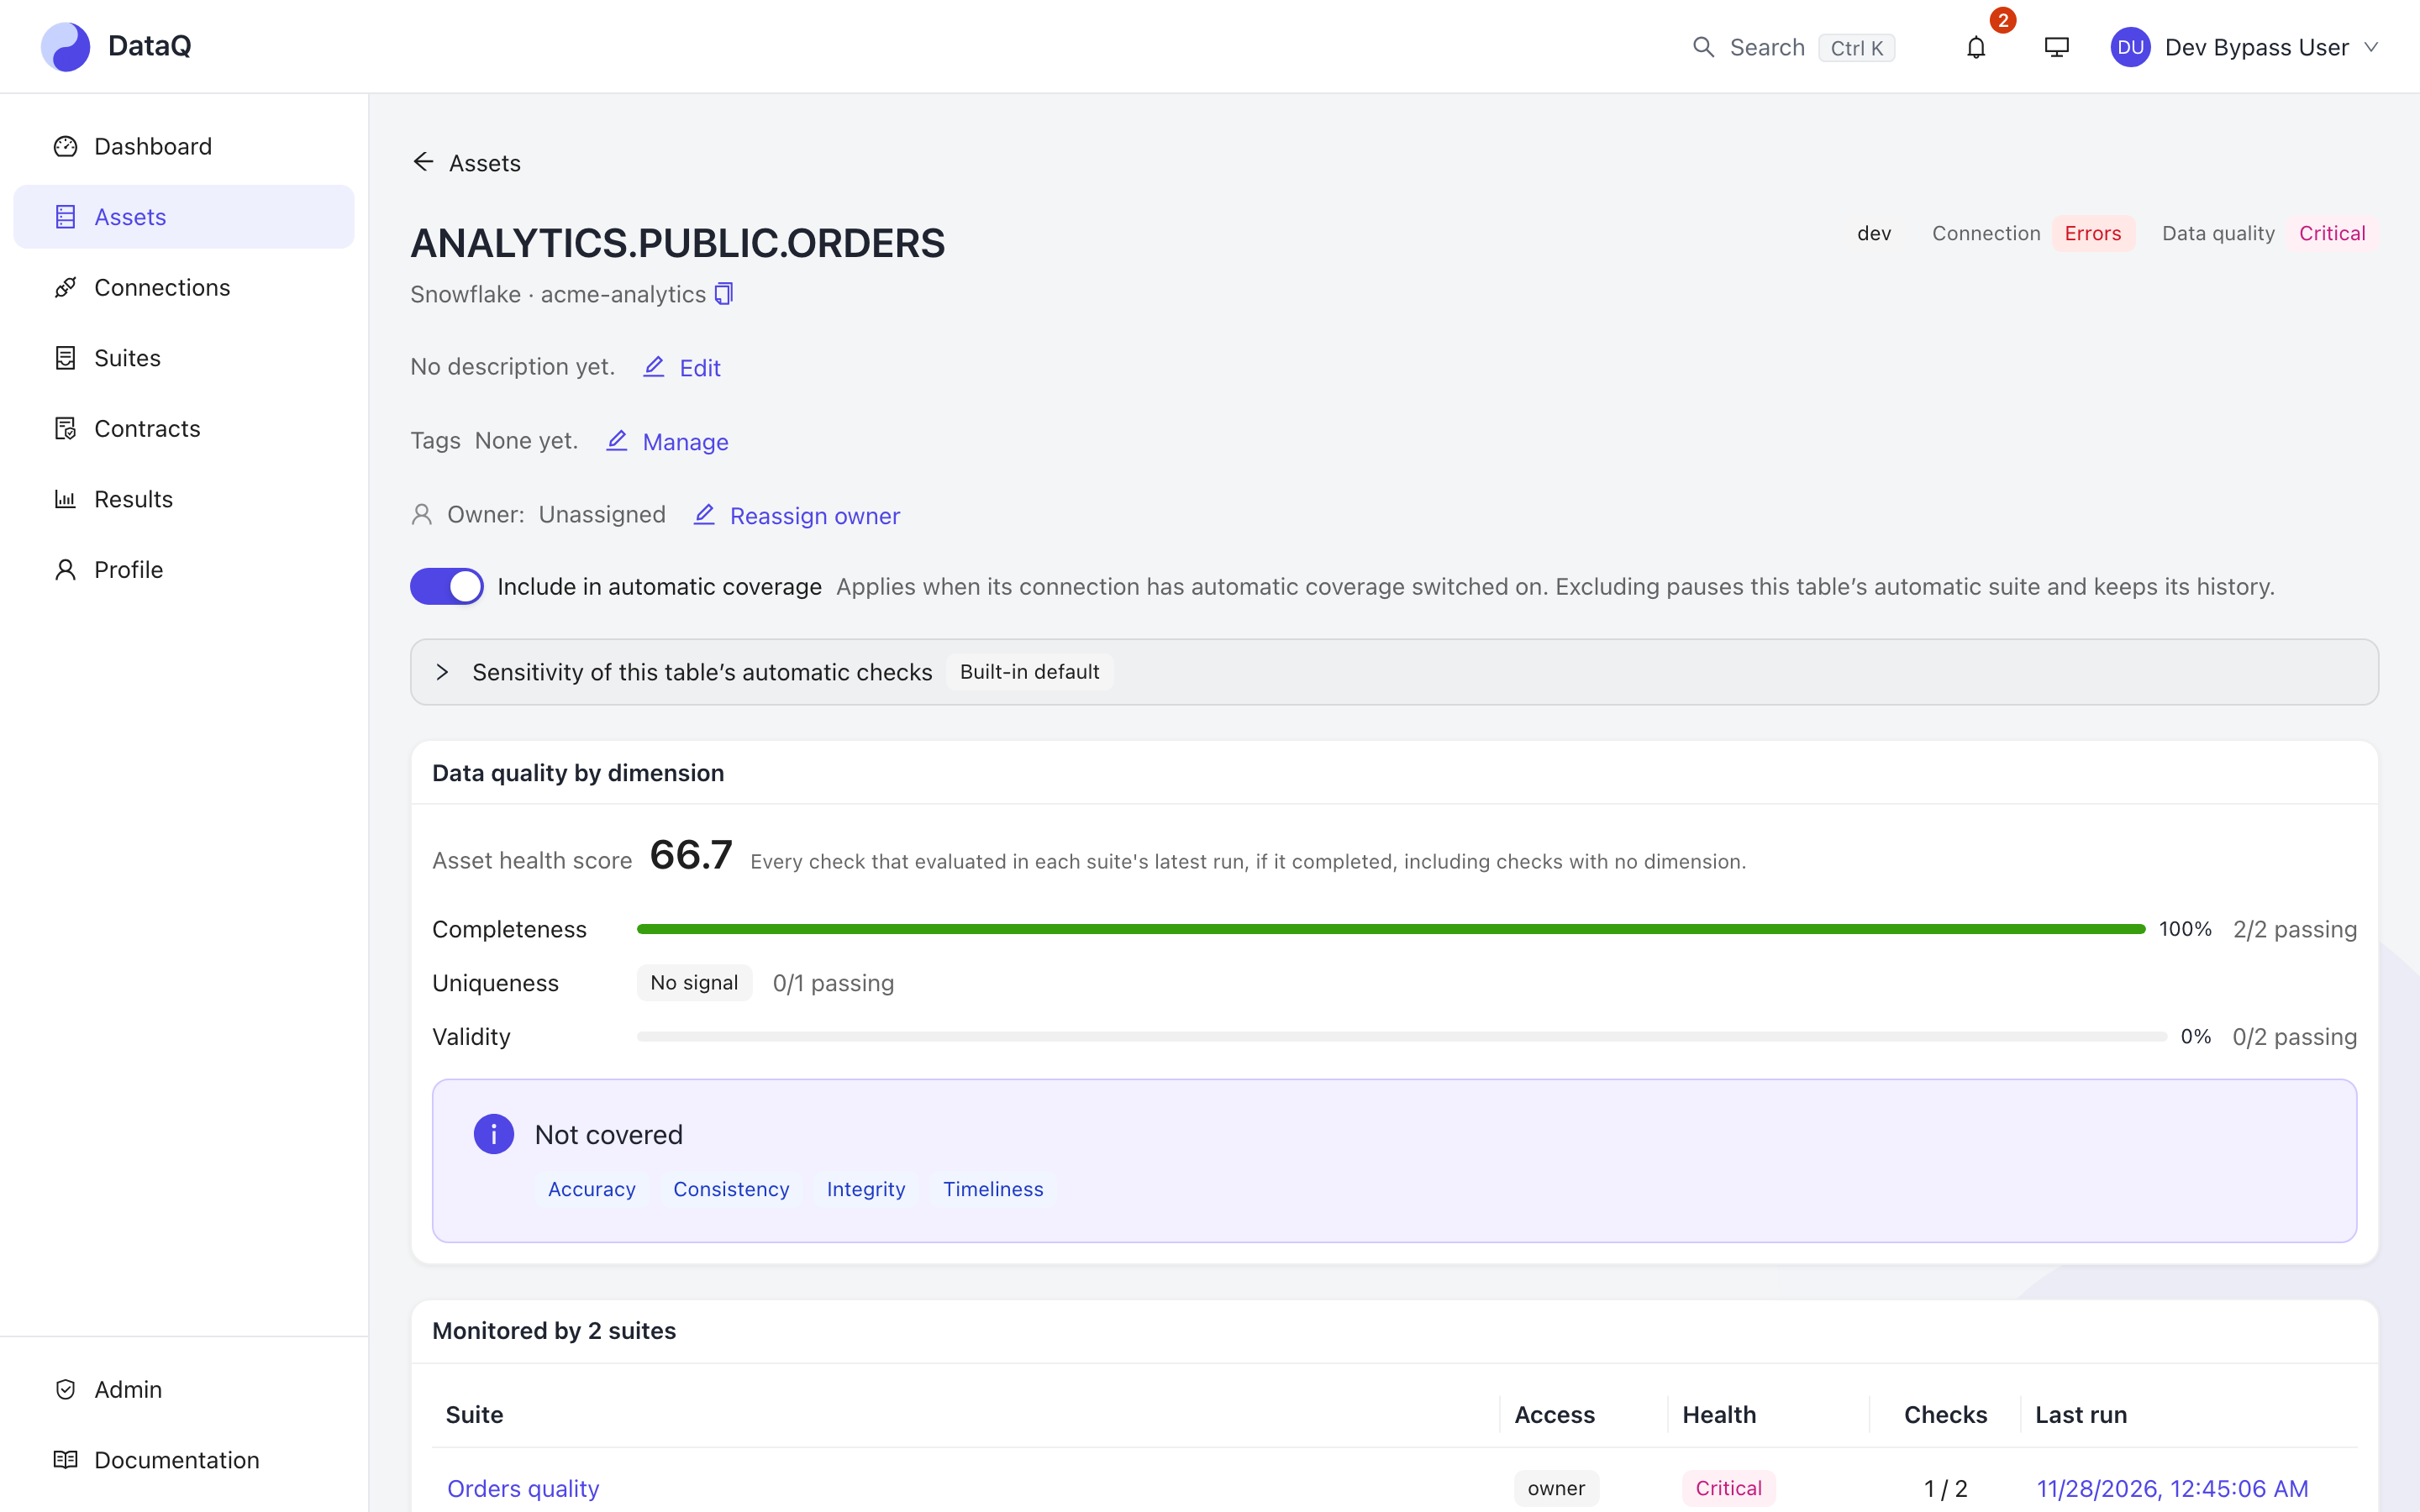 DataQ
Search Ctrl K
2
DU Dev Bypass User
Dashboard
Assets
Connections
Suites
Contracts
Results
Profile
Admin
Documentation
Assets
ANALYTICS.PUBLIC.ORDERS
dev Connection Errors Data quality Critical
Snowflake · acme-analytics
No description yet. Edit
Tags None yet. Manage
Owner: Unassigned Reassign owner
Include in automatic coverage Applies when its connection has automatic coverage switched on. Excluding pauses this table’s automatic suite and keeps its history.
Sensitivity of this table’s automatic checks Built-in default
Data quality by dimension
Asset health score 66.7 Every check that evaluated in each suite's latest run, if it completed, including checks with no dimension.
Completeness 100% 2/2 passing
Uniqueness No signal 0/1 passing
Validity 0% 0/2 passing
Not covered
Accuracy Consistency Integrity Timeliness
Monitored by 2 suites
Suite Access Health Checks Last run
Orders quality owner Critical 1 / 2 11/28/2026, 12:45:06 AM